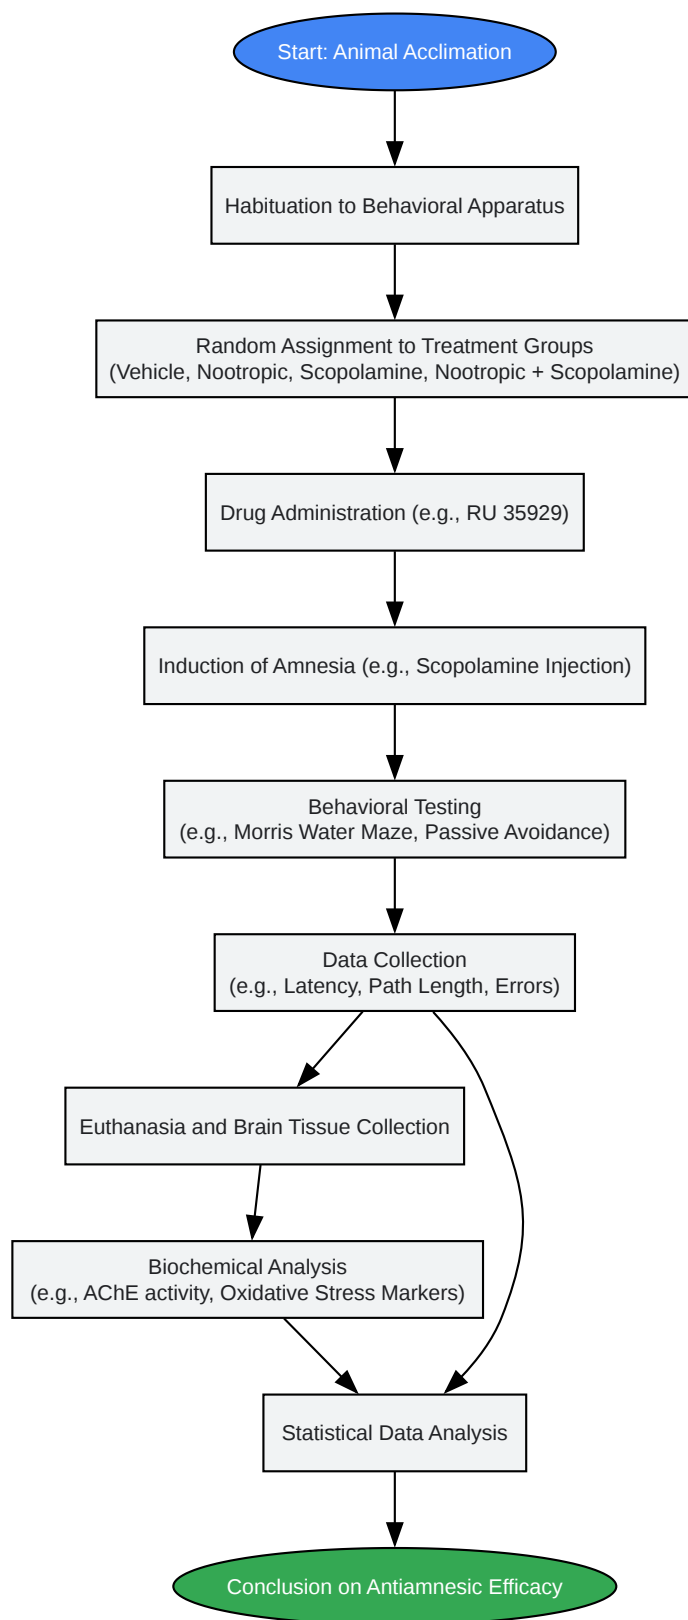 Start: Animal Acclimation
Habituation to Behavioral Apparatus
Random Assignment to Treatment Groups
(Vehicle, Nootropic, Scopolamine, Nootropic + Scopolamine)
Drug Administration (e.g., RU 35929)
Induction of Amnesia (e.g., Scopolamine Injection)
Behavioral Testing
(e.g., Morris Water Maze, Passive Avoidance)
Data Collection
(e.g., Latency, Path Length, Errors)
Euthanasia and Brain Tissue Collection
Biochemical Analysis
(e.g., AChE activity, Oxidative Stress Markers)
Statistical Data Analysis
Conclusion on Antiamnesic Efficacy